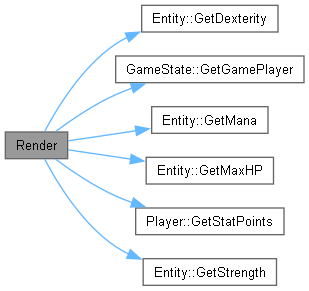 Entity::GetDexterity
GameState::GetGamePlayer
Entity::GetMana
Render
Entity::GetMaxHP
Player::GetStatPoints
Entity::GetStrength